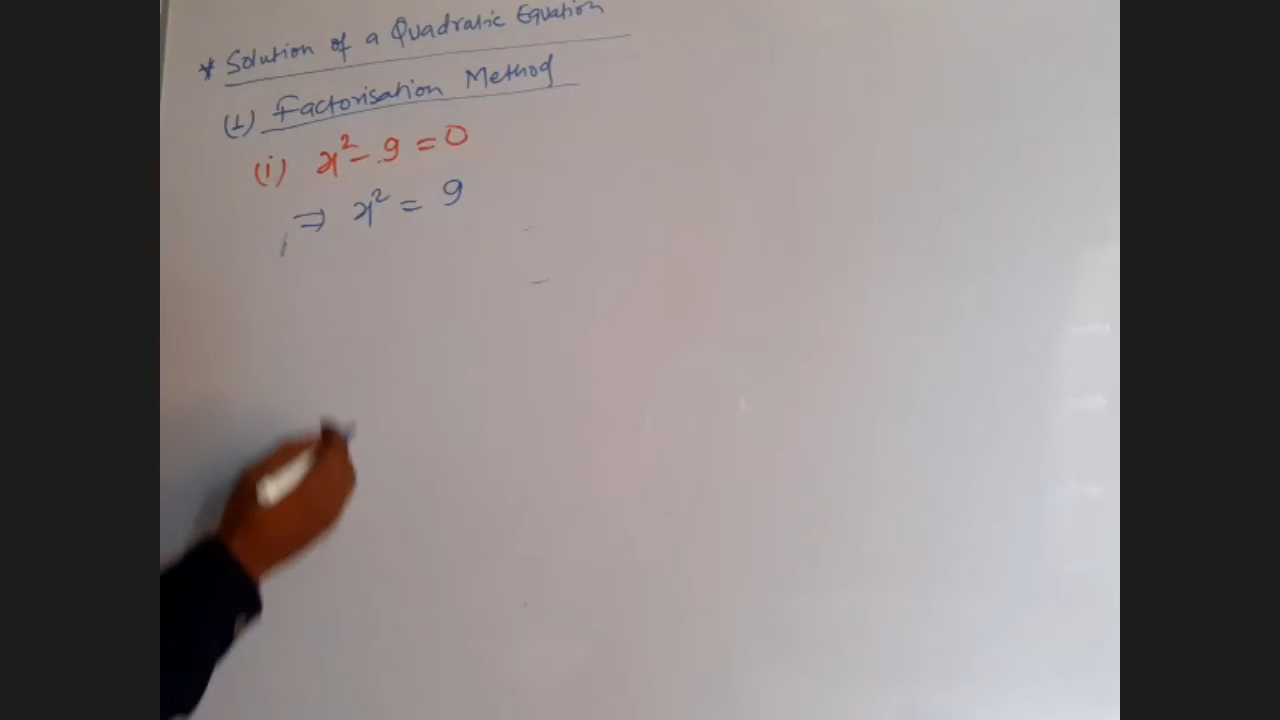 * Solution of a Quadratic Equation
(1) Factorisation Method
(i) x² - 9 = 0
⇒ x² = 9